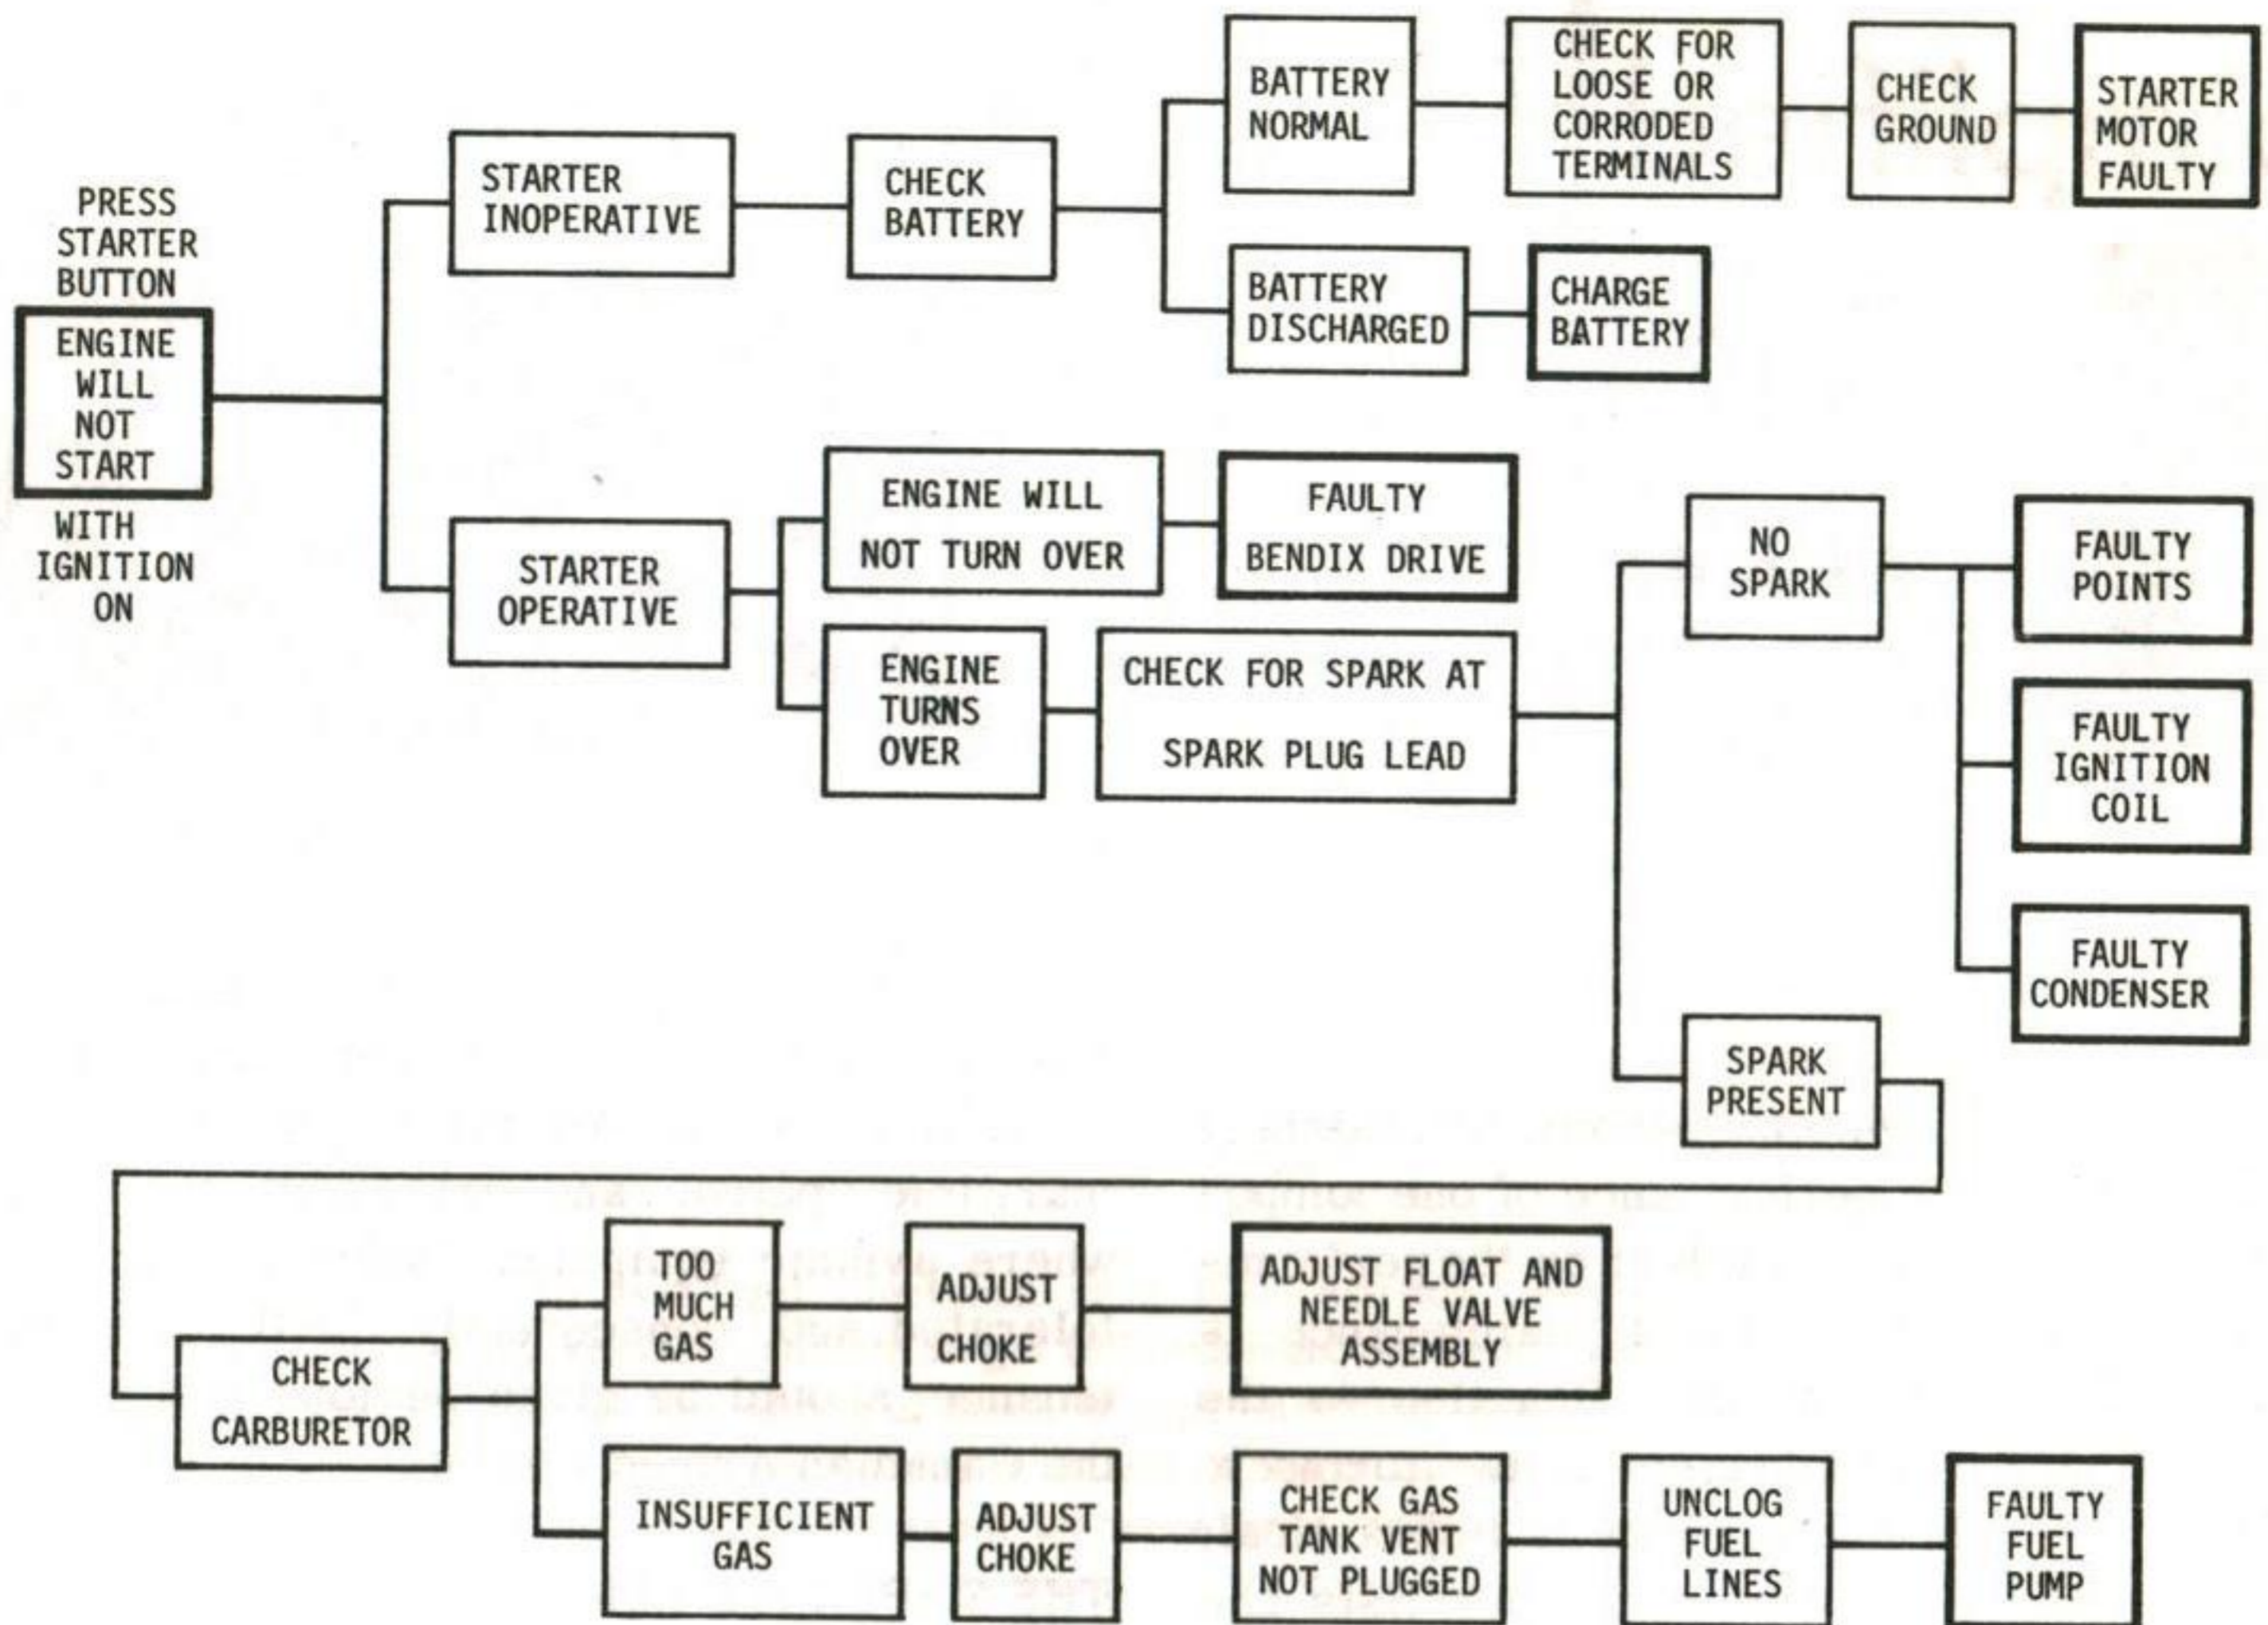 PRESS
STARTER
BUTTON
ENGINE
WILL
NOT
START
WITH
IGNITION
ON
STARTER
INOPERATIVE
CHECK
BATTERY
BATTERY
NORMAL
CHECK FOR
LOOSE OR
CORRODED
TERMINALS
CHECK
GROUND
STARTER
MOTOR
FAULTY
BATTERY
DISCHARGED
CHARGE
BATTERY
STARTER
OPERATIVE
ENGINE WILL
NOT TURN OVER
FAULTY
BENDIX DRIVE
ENGINE
TURNS
OVER
CHECK FOR SPARK AT
SPARK PLUG LEAD
NO
SPARK
FAULTY
POINTS
FAULTY
IGNITION
COIL
FAULTY
CONDENSER
SPARK
PRESENT
CHECK
CARBURETOR
TOO
MUCH
GAS
ADJUST
CHOKE
ADJUST FLOAT AND
NEEDLE VALVE
ASSEMBLY
INSUFFICIENT
GAS
ADJUST
CHOKE
CHECK GAS
TANK VENT
NOT PLUGGED
UNCLOG
FUEL
LINES
FAULTY
FUEL
PUMP